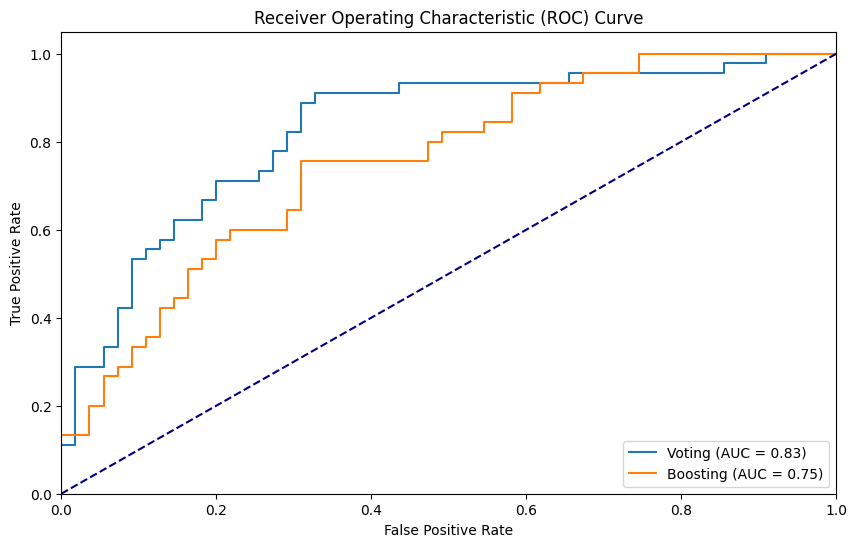 Receiver Operating Characteristic (ROC) Curve
True Positive Rate
1.0
0.8
0.6
0.4
0.2
0.0
Voting (AUC = 0.83)
Boosting (AUC = 0.75)
0.0 0.2 0.4 0.6 0.8 1.0
False Positive Rate